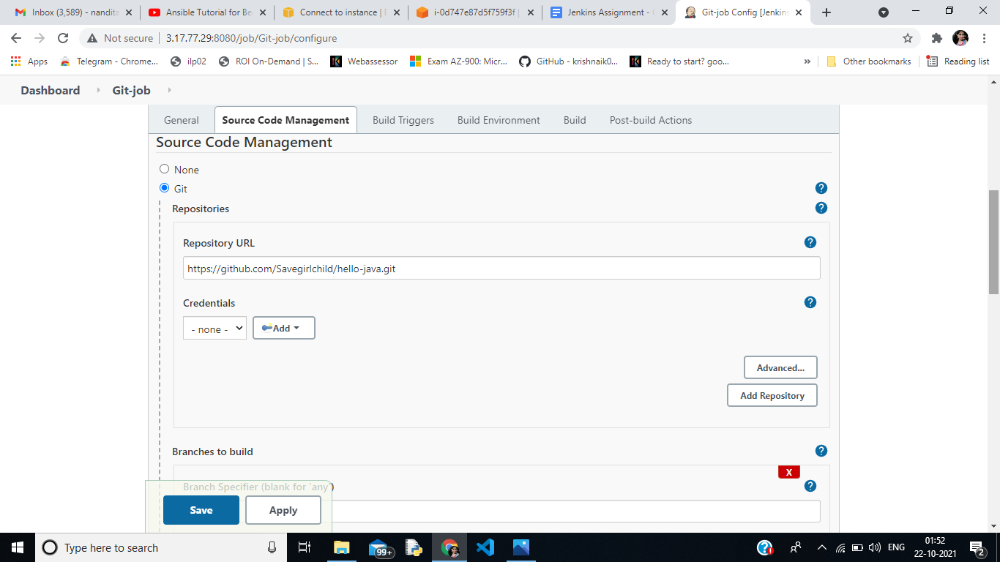 Inbox (3,589) - nandita
Ansible Tutorial for Be
Connect to instance | E
i-0d747e87d5f759f3f |
Jenkins Assignment - G
Git-job Config [Jenkins
Not secure | 3.17.77.29:8080/job/Git-job/configure
Apps
Telegram - Chrome...
ilp02
ROI On-Demand | S...
Webassessor
Exam AZ-900: Micr...
GitHub - krishnaik0...
Ready to start? goo...
»
Other bookmarks
Reading list
Dashboard
Git-job
General
Source Code Management
Build Triggers
Build Environment
Build
Post-build Actions
Source Code Management
None
Git
?
Repositories
?
Repository URL
?
https://github.com/Savegirlchild/hello-java.git
Credentials
?
- none -
Add
Advanced...
Add Repository
Branches to build
?
X
Branch Specifier (blank for 'any')
?
Save
Apply
Type here to search
99+
ENG
01:52
22-10-2021
2